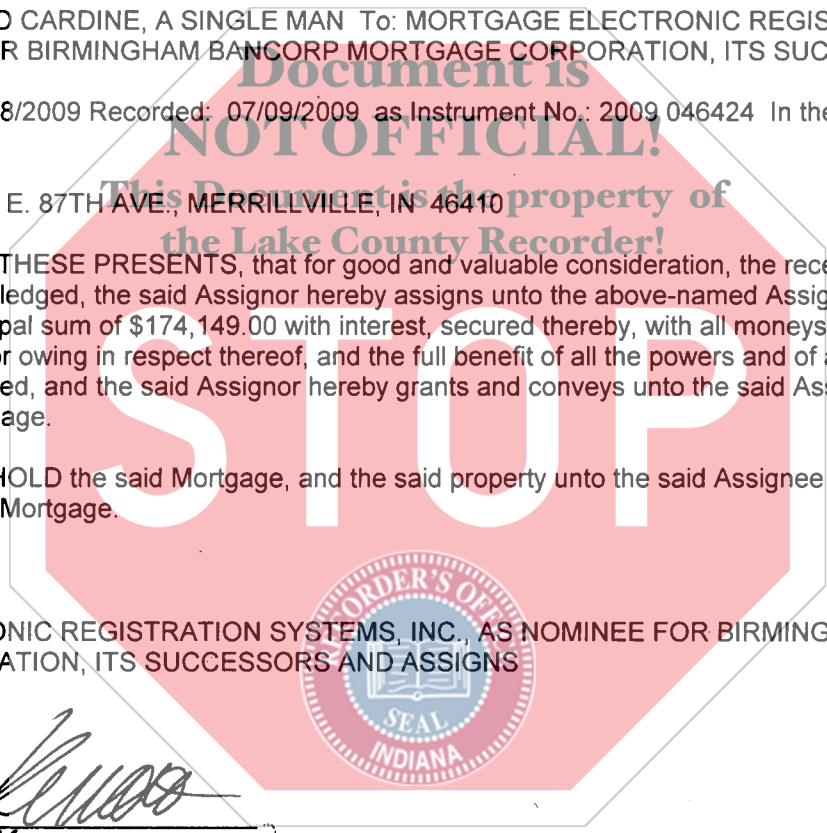 D CARDINE, A SINGLE MAN To: MORTGAGE ELECTRONIC REGIS
R BIRMINGHAM BANCORP MORTGAGE CORPORATION, ITS SUC
Document is
8/2009 Recorded: 07/09/2009 as Instrument No.: 2009 046424 In the
NOT OFFICIAL!
E. 87TH AVE., MERRILLVILLE, IN 46410
This Document is the property of
the Lake County Recorder!
THESE PRESENTS, that for good and valuable consideration, the rece
ledged, the said Assignor hereby assigns unto the above-named Assig
pal sum of $174,149.00 with interest, secured thereby, with all moneys
r owing in respect thereof, and the full benefit of all the powers and of a
ed, and the said Assignor hereby grants and conveys unto the said Ass
age.
STOP
HOLD the said Mortgage, and the said property unto the said Assignee
Mortgage.
RECORDER'S OFFICE
ONIC REGISTRATION SYSTEMS, INC., AS NOMINEE FOR BIRMING
ATION, ITS SUCCESSORS AND ASSIGNS
SEAL
INDIANA